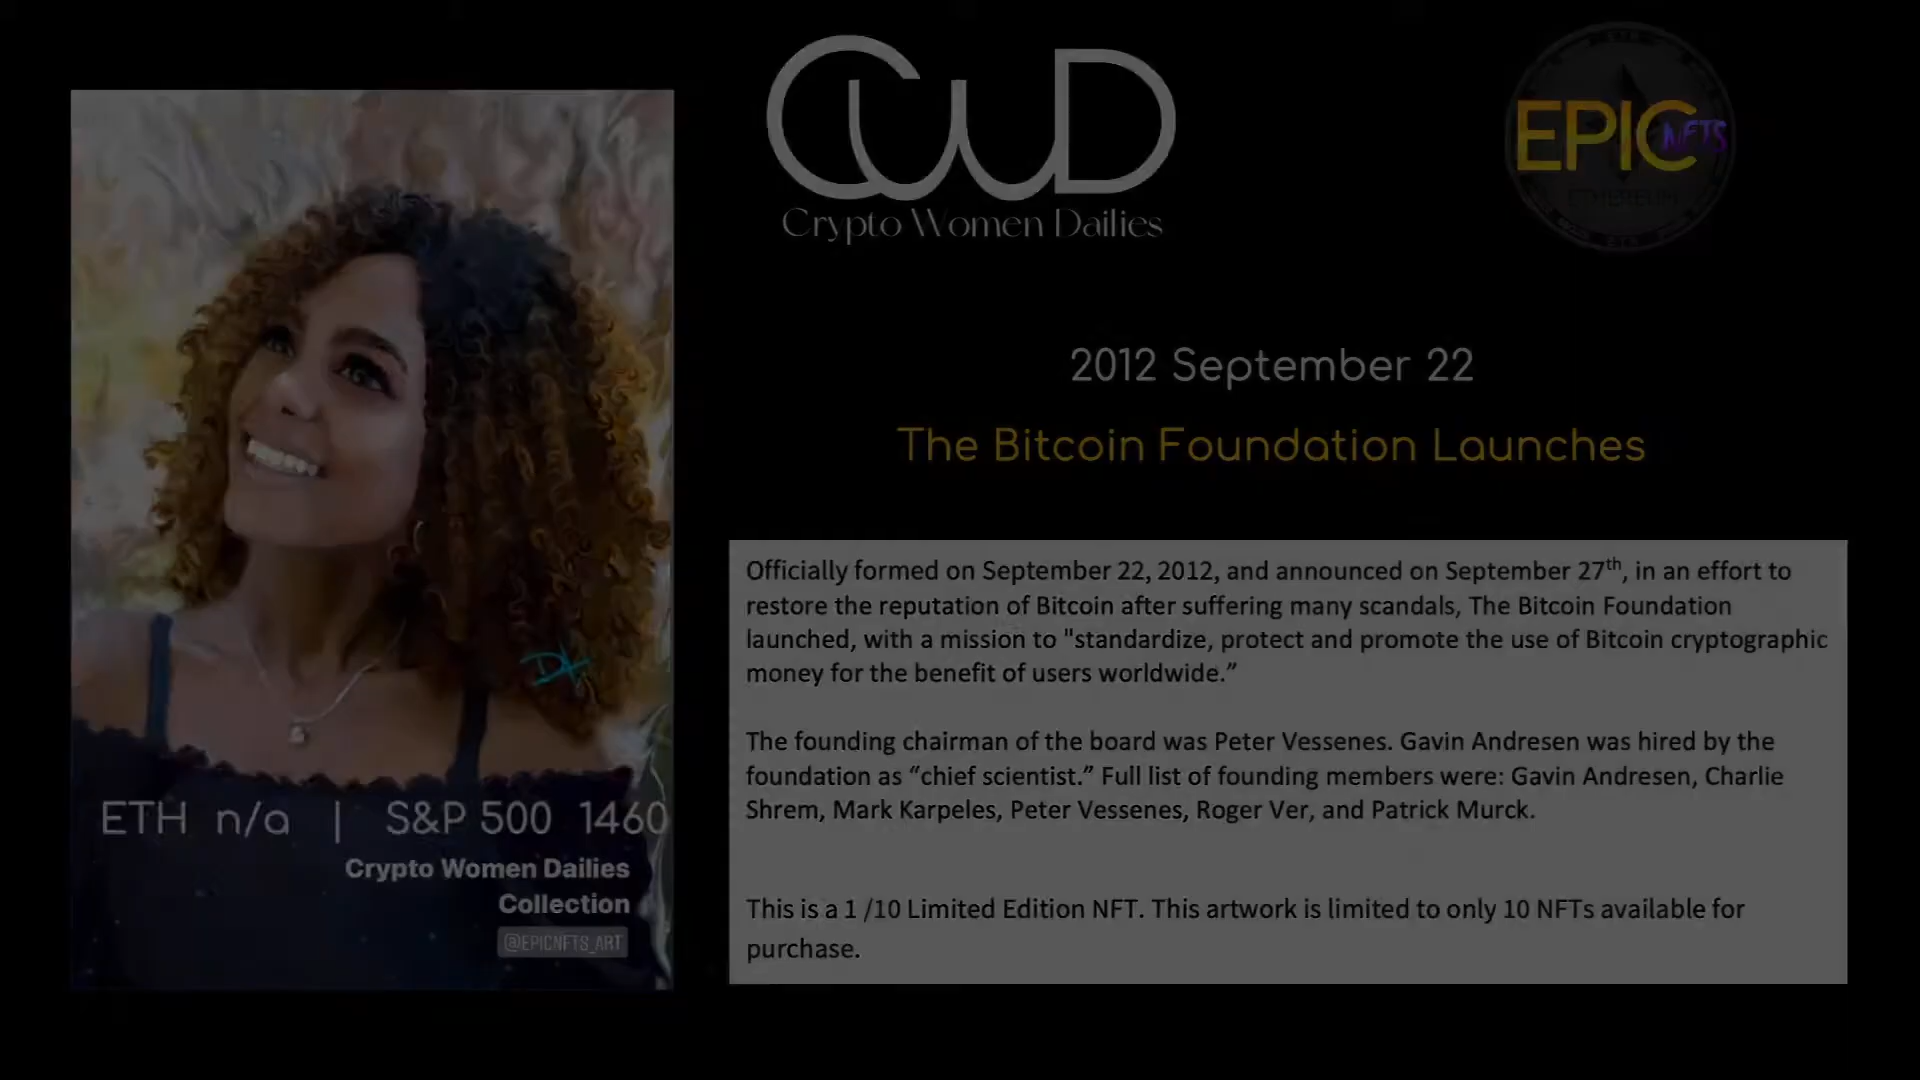 CWD
Crypto Women Dailies
EPIC NFTS
ETHEREUM
2012 September 22
The Bitcoin Foundation Launches
Officially formed on September 22, 2012, and announced on September 27th, in an effort to
restore the reputation of Bitcoin after suffering many scandals, The Bitcoin Foundation
launched, with a mission to "standardize, protect and promote the use of Bitcoin cryptographic
money for the benefit of users worldwide.”
The founding chairman of the board was Peter Vessenes. Gavin Andresen was hired by the
foundation as “chief scientist.” Full list of founding members were: Gavin Andresen, Charlie
Shrem, Mark Karpeles, Peter Vessenes, Roger Ver, and Patrick Murck.
This is a 1 /10 Limited Edition NFT. This artwork is limited to only 10 NFTs available for
purchase.
ETH n/a | S&P 500 1460
Crypto Women Dailies
Collection
@EPICNFTS_ART